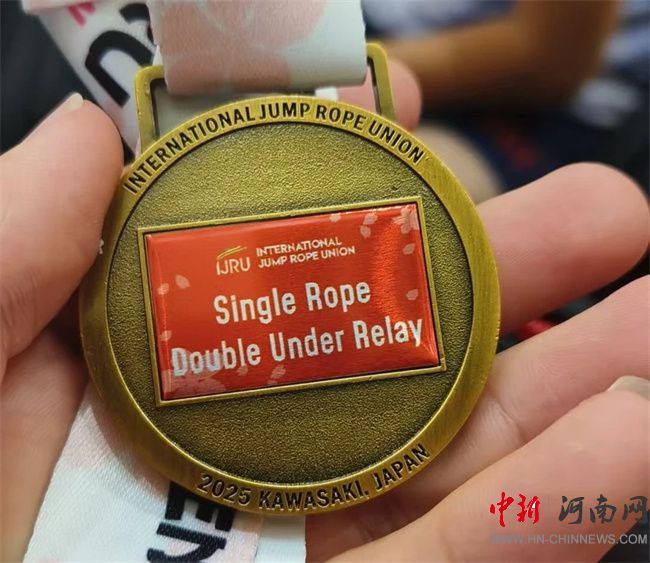 INTERNATIONAL JUMP ROPE UNION
IJRU INTERNATIONAL
JUMP ROPE UNION
Single Rope
Double Under Relay
2025 KAWASAKI, JAPAN
中新 河南网
WWW.HN-CHINNEWS.COM